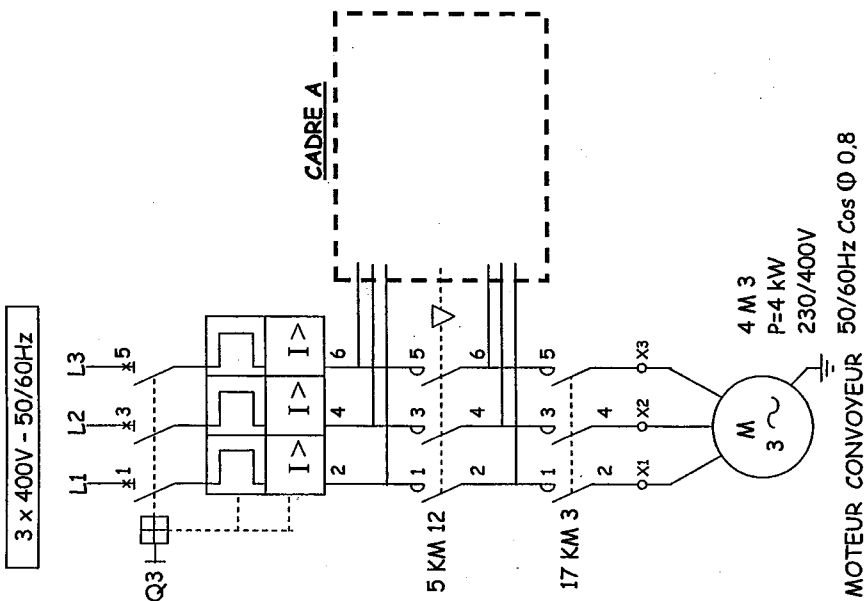 3 x 400V - 50/60Hz
L1 L2 L3
1 3 5
Q3
I > I > I >
2 4 6
CADRE A
1 3 5
5 KM 12
2 4 6
1 3 5
17 KM 3
2 4
X1 X2 X3
M
3 ~
4 M 3
P=4 kW
230/400V
MOTEUR CONVOYEUR 50/60Hz Cos Φ 0,8